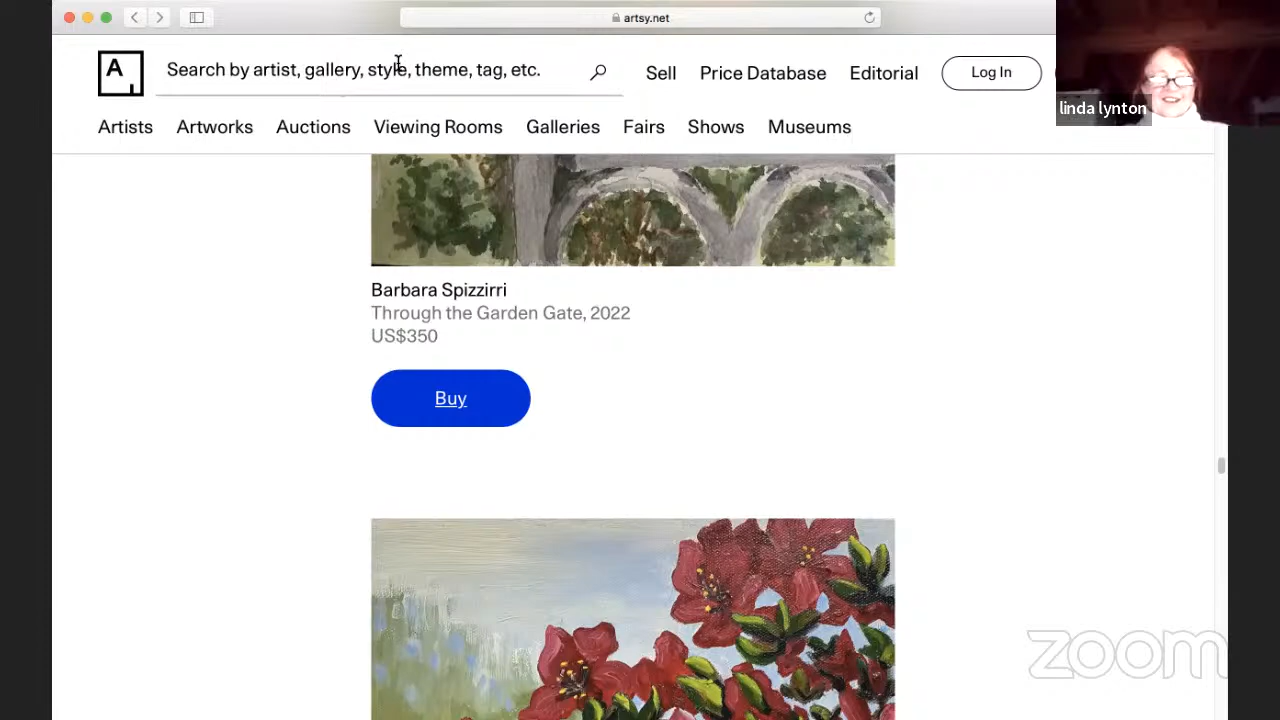 artsy.net
A
Search by artist, gallery, style, theme, tag, etc.
Sell Price Database Editorial Log In
linda lynton
Artists Artworks Auctions Viewing Rooms Galleries Fairs Shows Museums
Barbara Spizzirri
Through the Garden Gate, 2022
US$350
Buy
zoom